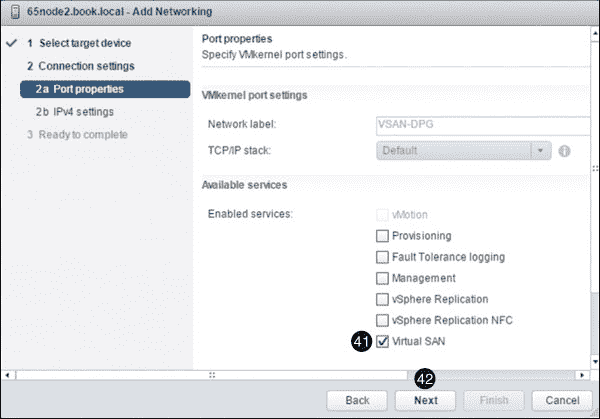 65node2.book.local - Add Networking
1 Select target device
2 Connection settings
2a Port properties
2b IPv4 settings
3 Ready to complete
Port properties
Specify VMkernel port settings.
VMkernel port settings
Network label: VSAN-DPG
TCP/IP stack: Default
Available services
Enabled services: vMotion
Provisioning
Fault Tolerance logging
Management
vSphere Replication
vSphere Replication NFC
41 Virtual SAN
42
Back Next Finish Cancel